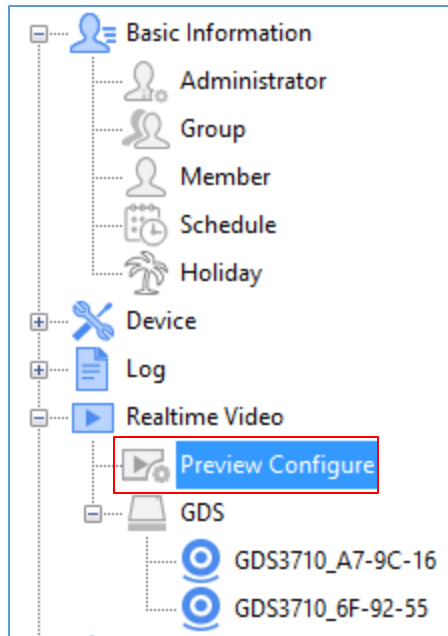 Basic Information
Administrator
Group
Member
Schedule
Holiday
Device
Log
Realtime Video
Preview Configure
GDS
GDS3710_A7-9C-16
GDS3710_6F-92-55